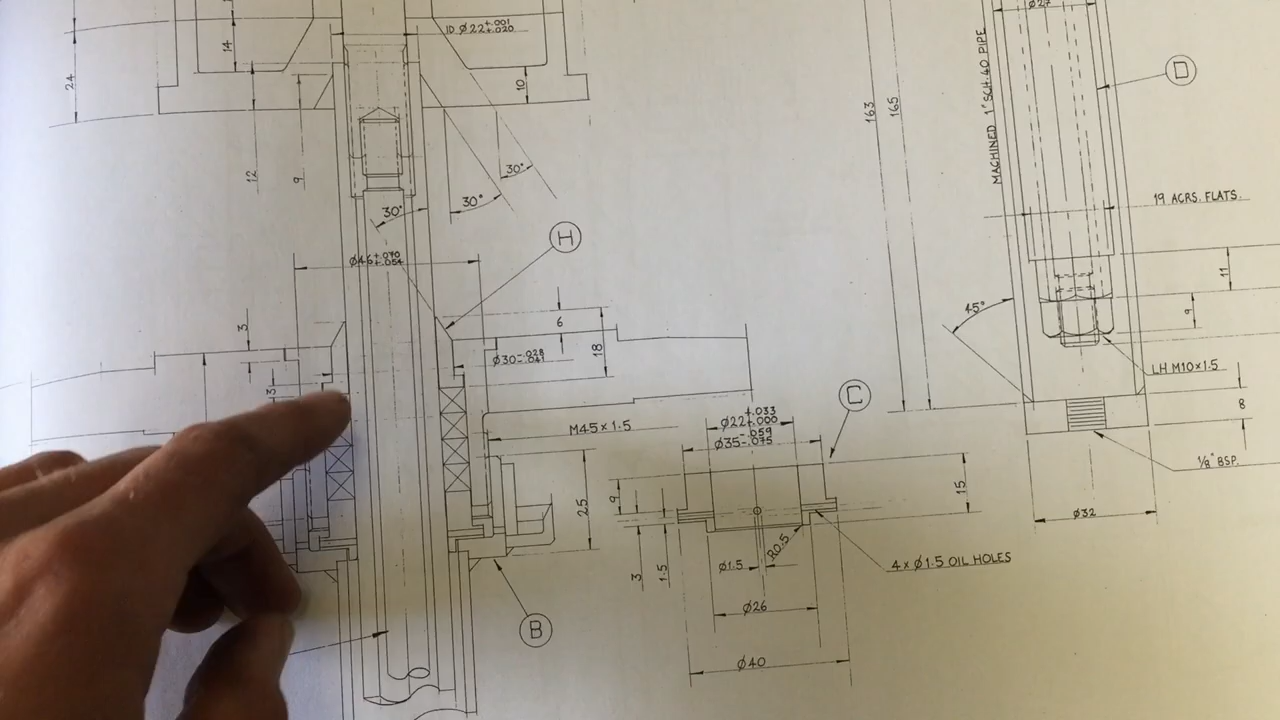 ID Ø22 +.001 +.020
14
24
10
12
9
30°
30°
30°
Ø27
MACHINED 1" SCH.40 PIPE
D
163
165
19 ACRS. FLATS.
11
9
45°
LH M10×1.5
8
1/8" BSP.
Ø32
H
Ø46 +.070 +.054
3
6
18
Ø30 -.028 -.041
3
M45×1.5
25
B
C
Ø22 +.033 +.000
Ø35 -.059 -.075
9
15
3
1.5
Ø1.5
R0.5
4×Ø1.5 OIL HOLES
Ø26
Ø40